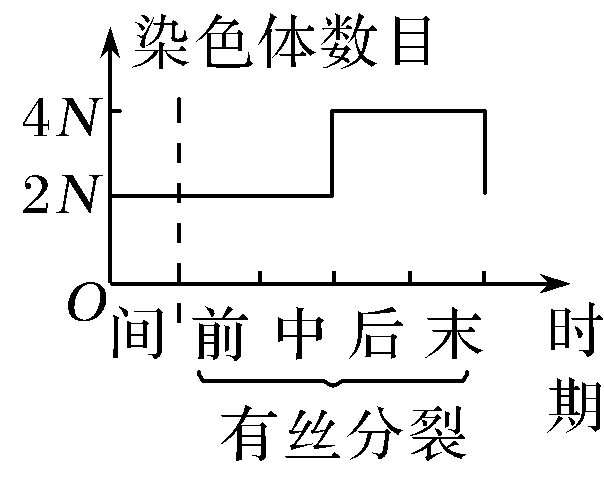 染色体数目
4N
2N
O
间 前 中 后 末 时期
有丝分裂